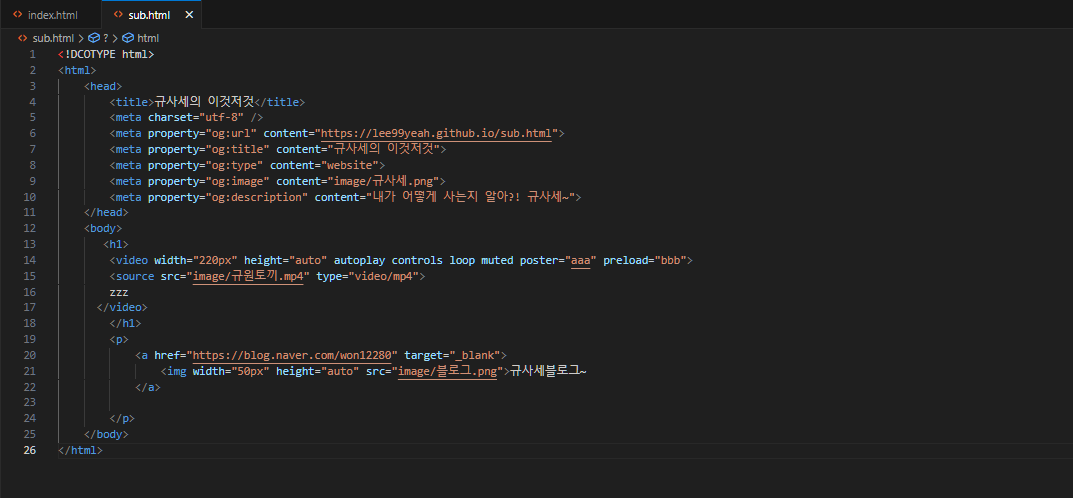 index.html sub.html
sub.html > ? > html
1 <!DCOTYPE html>
2 <html>
3 <head>
4 <title>규사세의 이것저것</title>
5 <meta charset="utf-8" />
6 <meta property="og:url" content="https://lee99yeah.github.io/sub.html">
7 <meta property="og:title" content="규사세의 이것저것">
8 <meta property="og:type" content="website">
9 <meta property="og:image" content="image/규사세.png">
10 <meta property="og:description" content="내가 어떻게 사는지 알아?! 규사세~">
11 </head>
12 <body>
13 <h1>
14 <video width="220px" height="auto" autoplay controls loop muted poster="aaa" preload="bbb">
15 <source src="image/규원토끼.mp4" type="video/mp4">
16 zzz
17 </video>
18 </h1>
19 <p>
20 <a href="https://blog.naver.com/won12280" target="_blank">
21 <img width="50px" height="auto" src="image/블로그.png">규사세블로그~
22 </a>
23
24 </p>
25 </body>
26 </html>